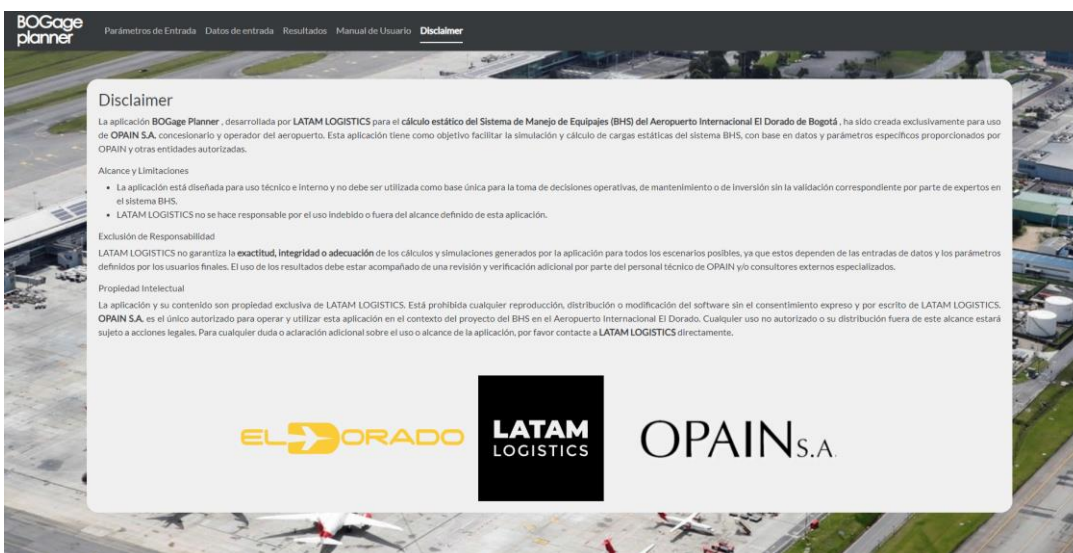 BOGage
planner
Parámetros de Entrada Datos de entrada Resultados Manual de Usuario Disclaimer
Disclaimer
La aplicación BOGage Planner , desarrollada por LATAM LOGISTICS para el cálculo estático del Sistema de Manejo de Equipajes (BHS) del Aeropuerto Internacional El Dorado de Bogotá , ha sido creada exclusivamente para uso
de OPAIN S.A. concesionario y operador del aeropuerto. Esta aplicación tiene como objetivo facilitar la simulación y cálculo de cargas estáticas del sistema BHS, con base en datos y parámetros específicos proporcionados por
OPAIN y otras entidades autorizadas.
Alcance y Limitaciones
• La aplicación está diseñada para uso técnico e interno y no debe ser utilizada como base única para la toma de decisiones operativas, de mantenimiento o de inversión sin la validación correspondiente por parte de expertos en
el sistema BHS.
• LATAM LOGISTICS no se hace responsable por el uso indebido o fuera del alcance definido de esta aplicación.
Exclusión de Responsabilidad
LATAM LOGISTICS no garantiza la exactitud, integridad o adecuación de los cálculos y simulaciones generados por la aplicación para todos los escenarios posibles, ya que estos dependen de las entradas de datos y los parámetros
definidos por los usuarios finales. El uso de los resultados debe estar acompañado de una revisión y verificación adicional por parte del personal técnico de OPAIN y/o consultores externos especializados.
Propiedad Intelectual
La aplicación y su contenido son propiedad exclusiva de LATAM LOGISTICS. Está prohibida cualquier reproducción, distribución o modificación del software sin el consentimiento expreso y por escrito de LATAM LOGISTICS.
OPAIN S.A. es el único autorizado para operar y utilizar esta aplicación en el contexto del proyecto del BHS en el Aeropuerto Internacional El Dorado. Cualquier uso no autorizado o su distribución fuera de este alcance estará
sujeto a acciones legales. Para cualquier duda o aclaración adicional sobre el uso o alcance de la aplicación, por favor contacte a LATAM LOGISTICS directamente.
EL DORADO
LATAM
LOGISTICS
OPAIN S.A.